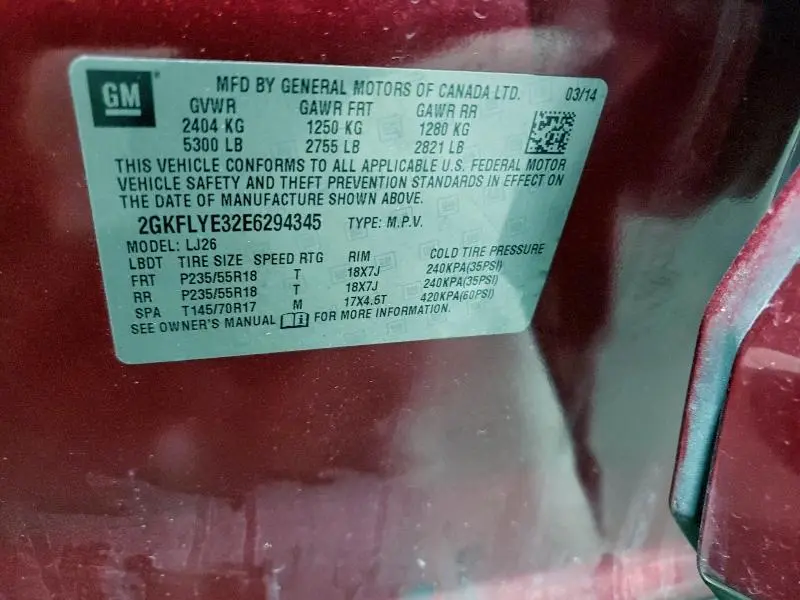 GM ®
MFD BY GENERAL MOTORS OF CANADA LTD. 03/14
GVWR GAWR FRT GAWR RR
2404 KG 1250 KG 1280 KG
5300 LB 2755 LB 2821 LB
THIS VEHICLE CONFORMS TO ALL APPLICABLE U.S. FEDERAL MOTOR
VEHICLE SAFETY AND THEFT PREVENTION STANDARDS IN EFFECT ON
THE DATE OF MANUFACTURE SHOWN ABOVE.
2GKFLYE32E6294345 TYPE: M.P.V.
MODEL: LJ26
LBDT TIRE SIZE SPEED RTG RIM COLD TIRE PRESSURE
FRT P235/55R18 T 18X7J 240KPA(35PSI)
RR P235/55R18 T 18X7J 240KPA(35PSI)
SPA T145/70R17 M 17X4.5T 420KPA(60PSI)
SEE OWNER'S MANUAL FOR MORE INFORMATION.